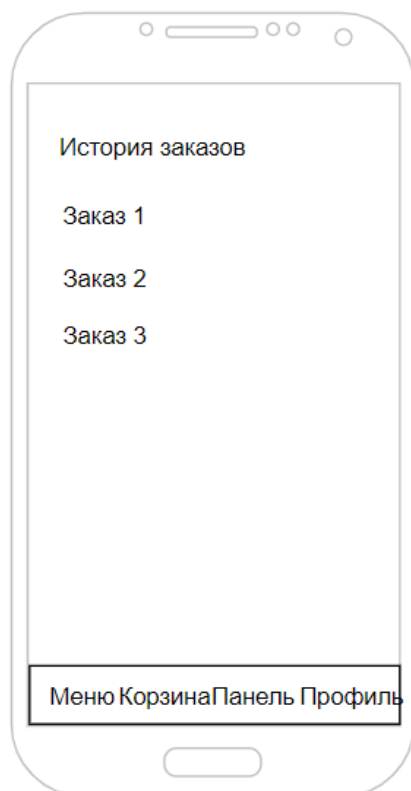 История заказов
Заказ 1
Заказ 2
Заказ 3
Меню Корзина Панель Профиль